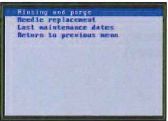 Rinsing and purge
Needle replacement
Last maintenance dates
Return to previous menu